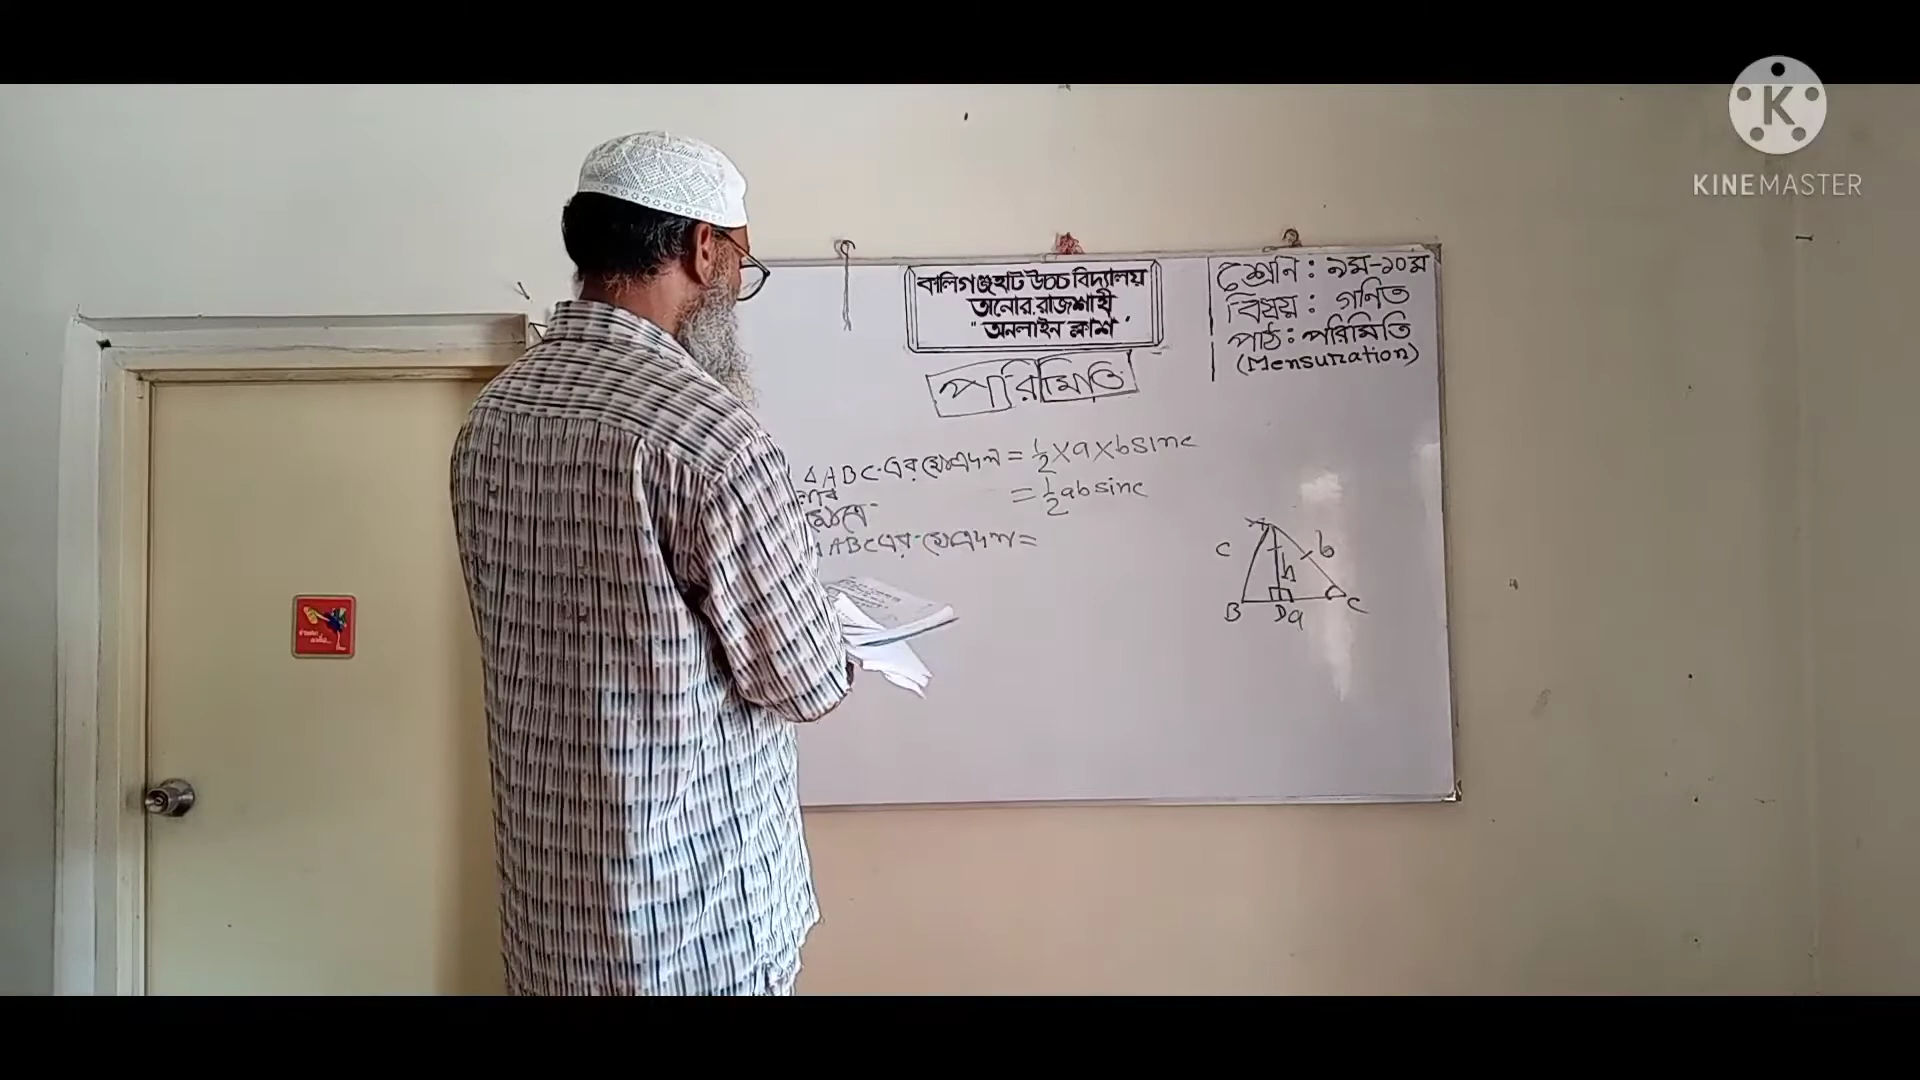 KINEMASTER
বালিগঞ্জহাট উচ্চ বিদ্যালয়
তানোর, রাজশাহী
"অনলাইন ক্লাশ"
শ্রেনি : ৯ম-১০ম
বিষয় : গণিত
পাঠ : পরিমিতি
(Mensuration)
পরিমিতি
Δ ABC-এর ক্ষেত্রফল = 1/2 × a × b sinc
= 1/2 ab sinc
ABC এর ক্ষেত্রফল =
c b
h
B D a C